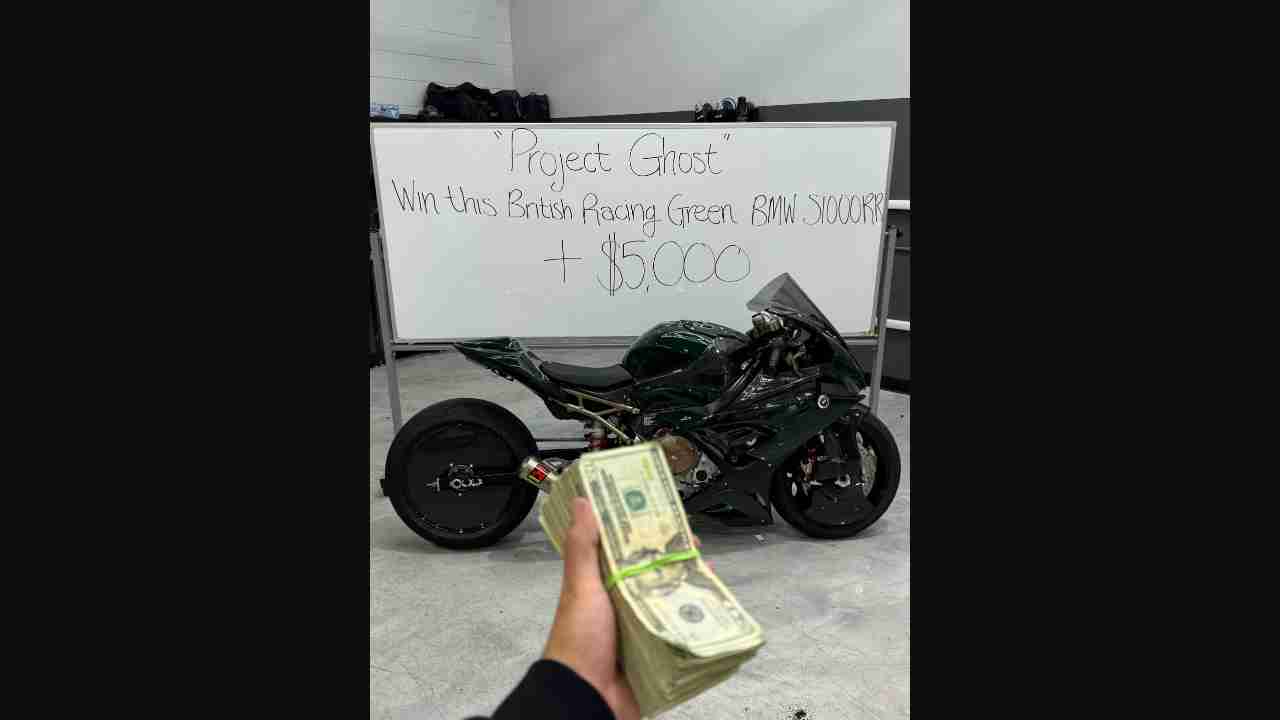 "Project Ghost"
Win this British Racing Green BMW S1000RR
+ $5,000